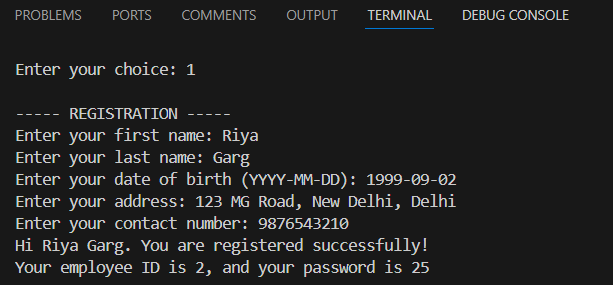 PROBLEMS PORTS COMMENTS OUTPUT TERMINAL DEBUG CONSOLE
Enter your choice: 1
----- REGISTRATION -----
Enter your first name: Riya
Enter your last name: Garg
Enter your date of birth (YYYY-MM-DD): 1999-09-02
Enter your address: 123 MG Road, New Delhi, Delhi
Enter your contact number: 9876543210
Hi Riya Garg. You are registered successfully!
Your employee ID is 2, and your password is 25